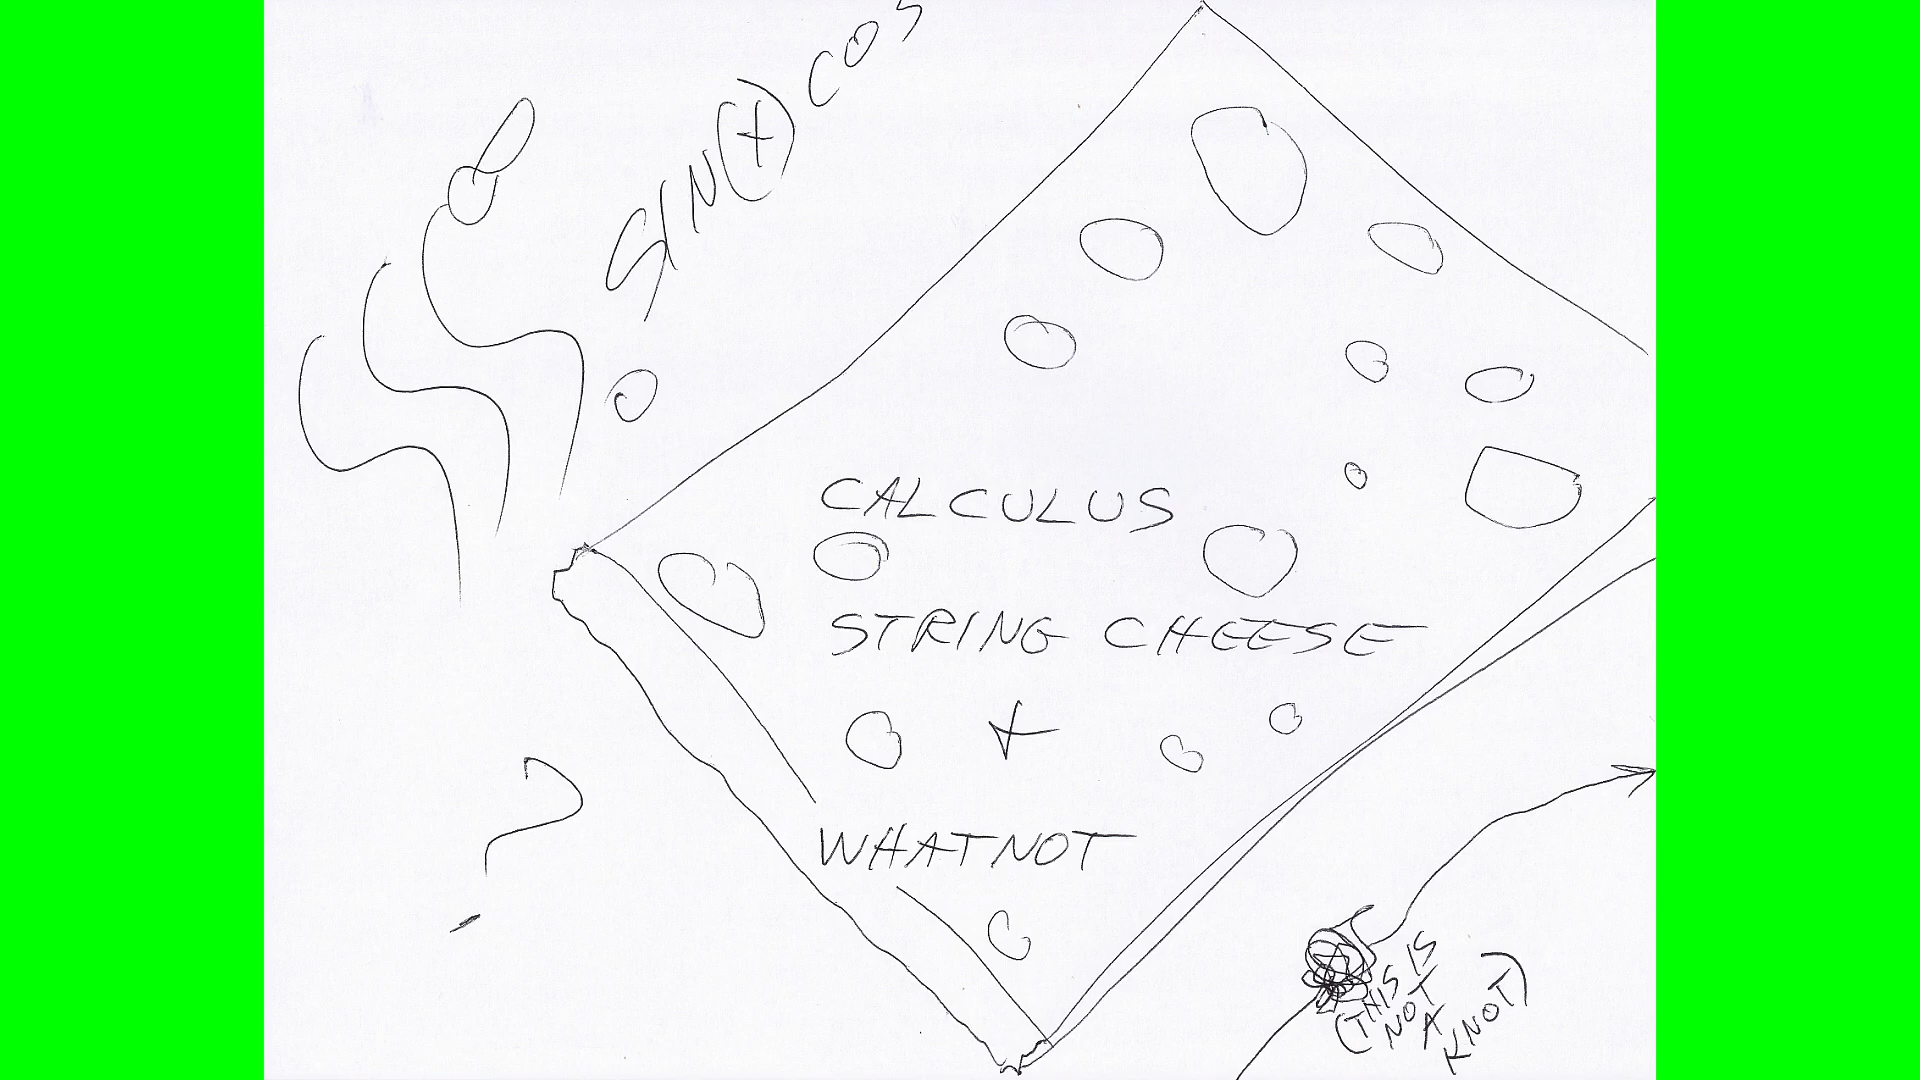 SIN(+) COS
CALCULUS
STRING CHEESE
+
WHATNOT
?
(THIS IS
NOT
A
KNOT)